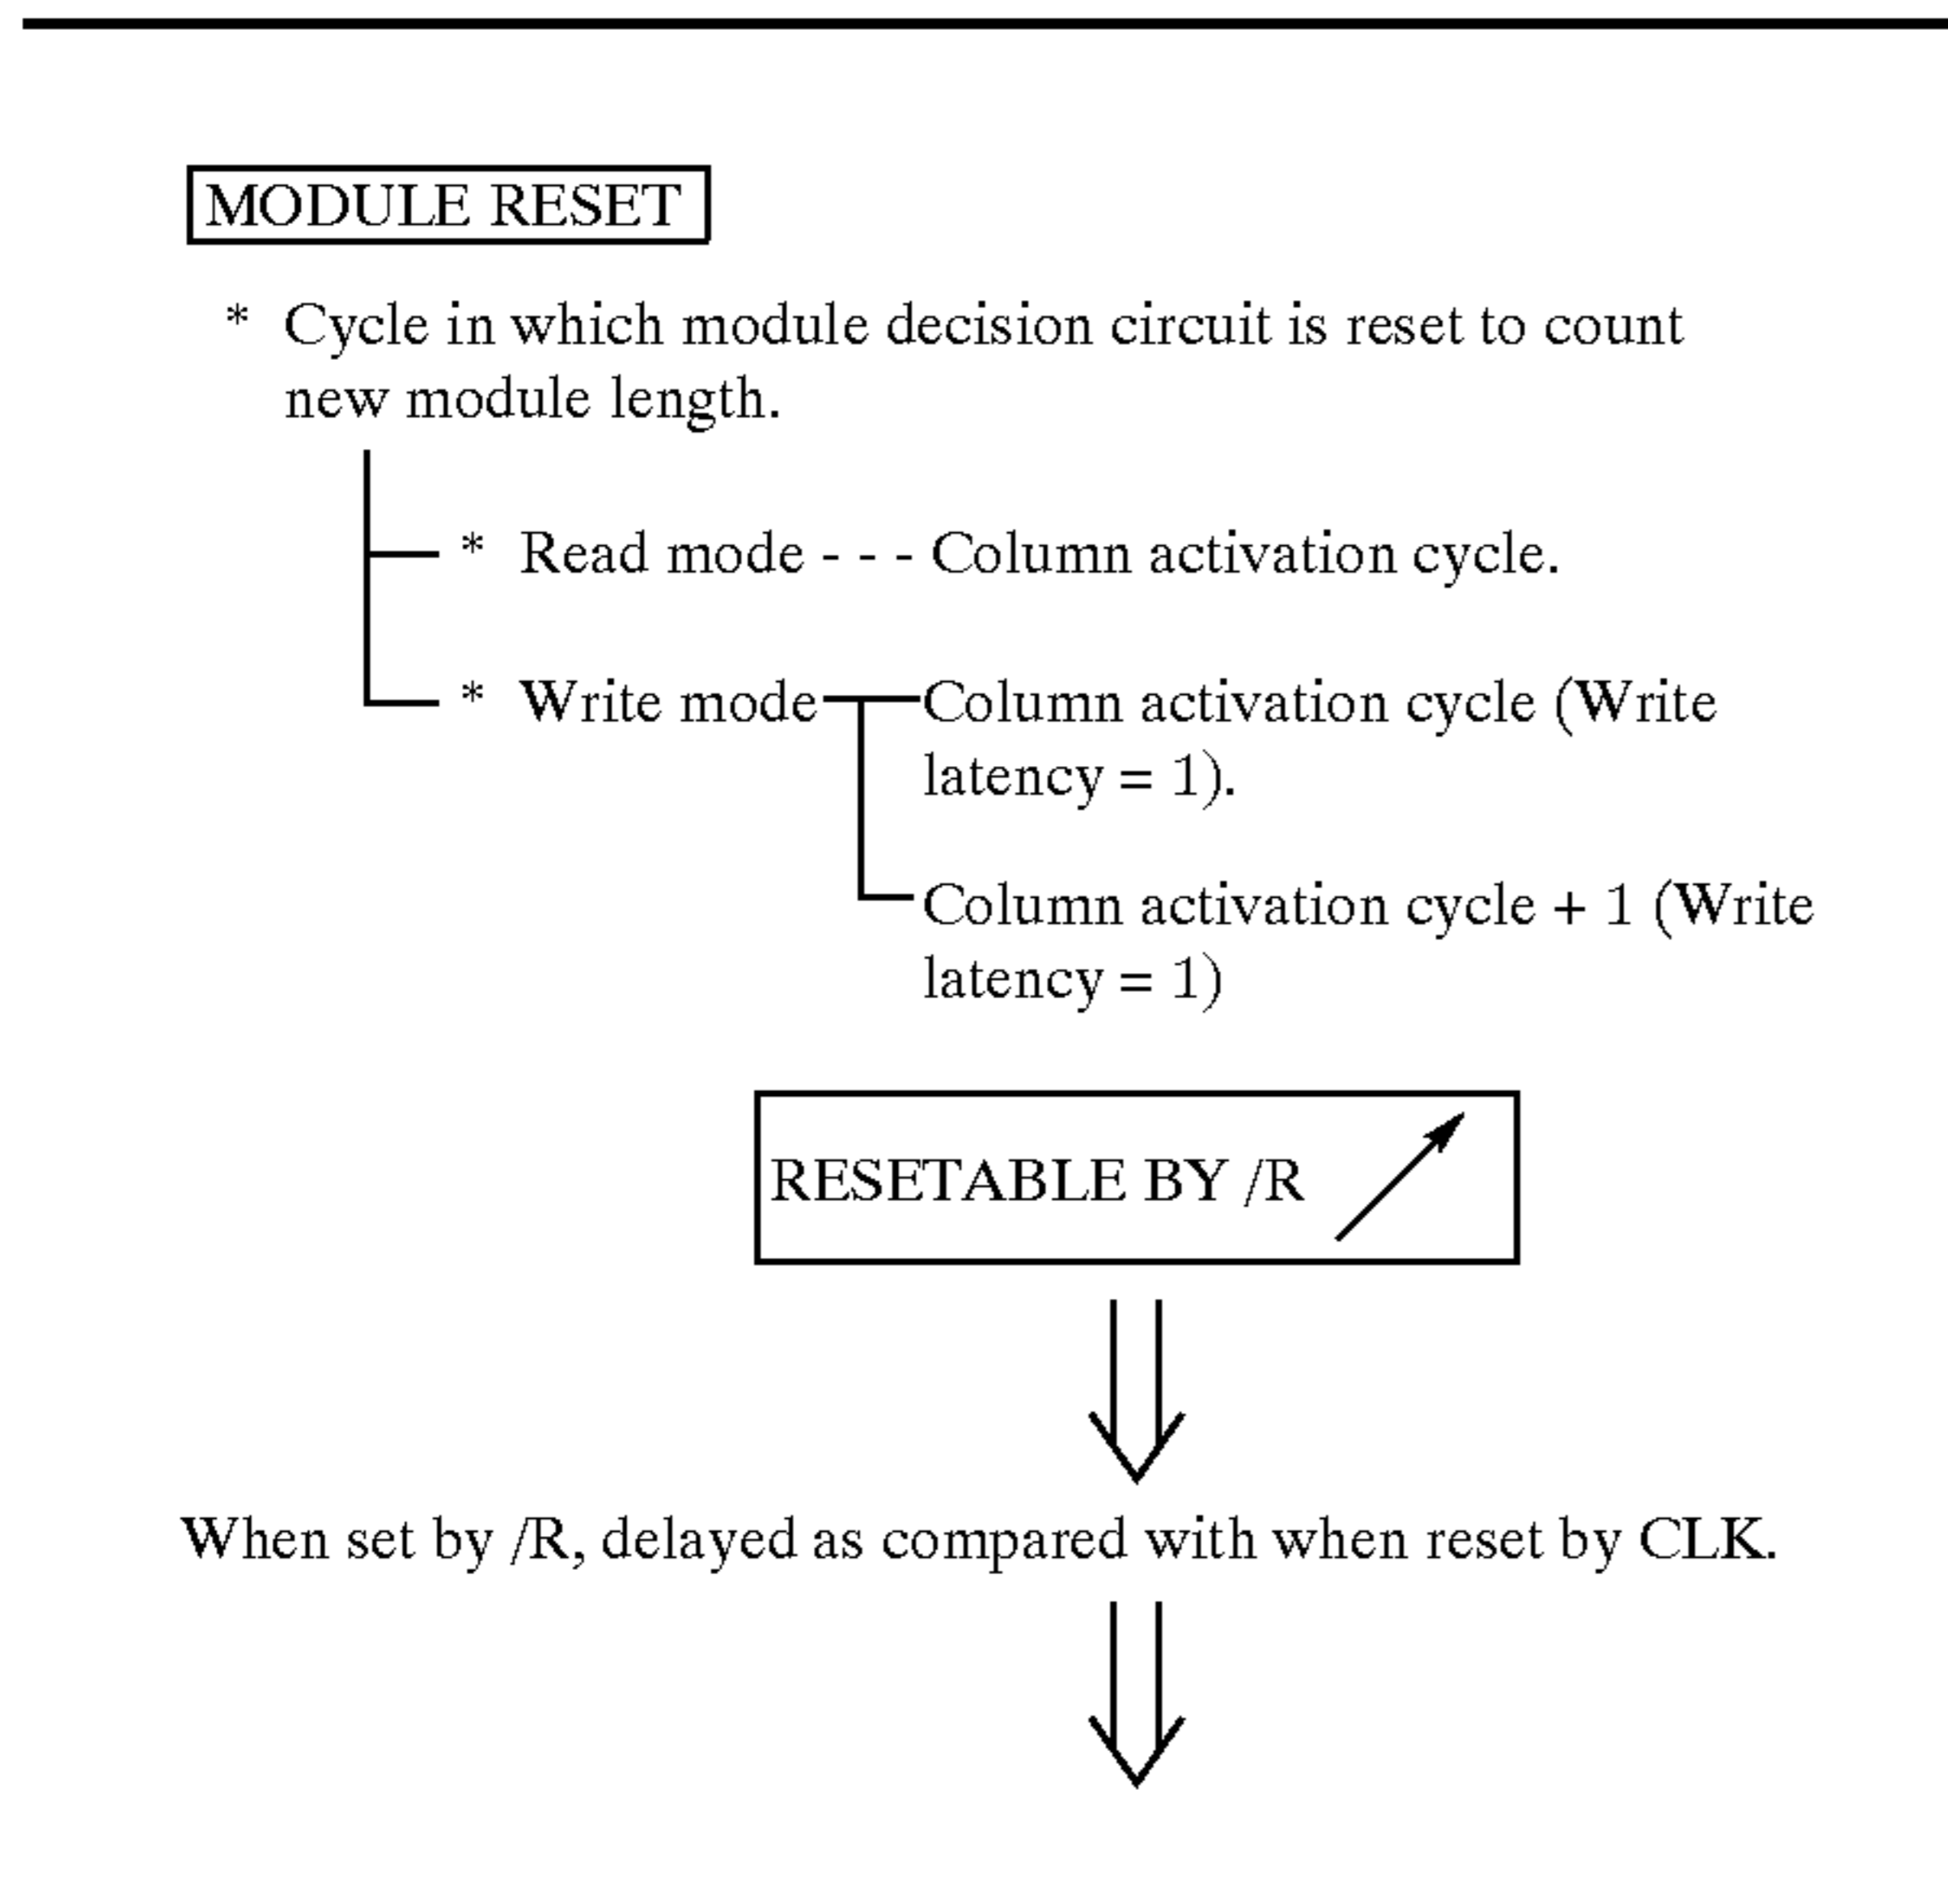 MODULE RESET
* Cycle in which module decision circuit is reset to count
new module length.
* Read mode - - - Column activation cycle.
* Write mode Column activation cycle (Write
latency = 1).
Column activation cycle + 1 (Write
latency = 1)
RESETABLE BY /R
When set by /R, delayed as compared with when reset by CLK.